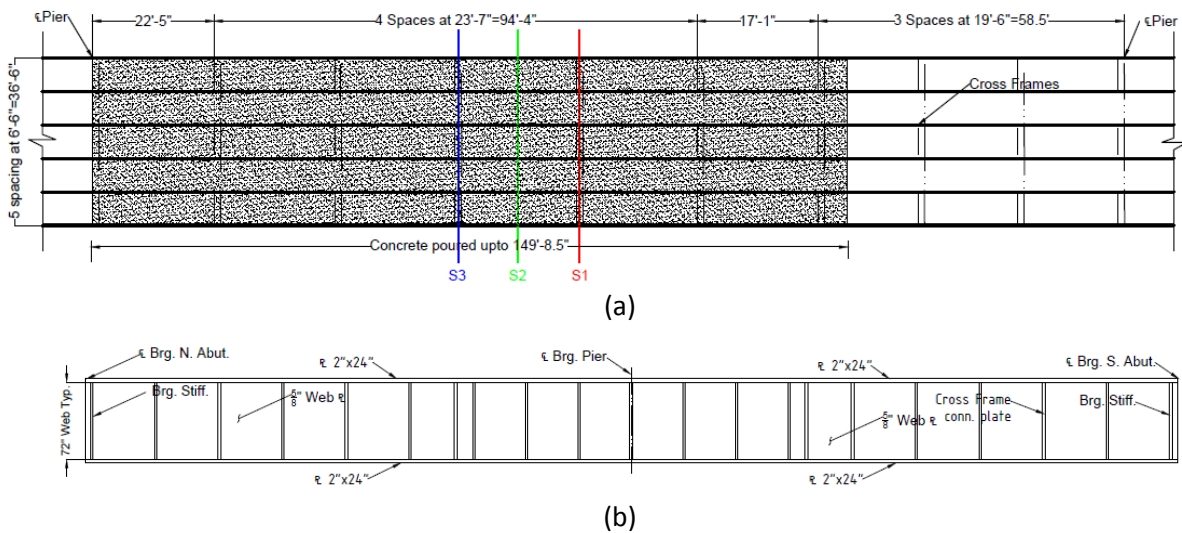 ℄Pier
22'-5"
4 Spaces at 23'-7"=94'-4"
17'-1"
3 Spaces at 19'-6"=58.5'
℄Pier
5 spacing at 6'-6"=36'-6"
Cross Frames
Concrete poured upto 149'-8.5"
S3
S2
S1
(a)
℄ Brg. N. Abut.
℄ 2"x24"
℄ Brg. Pier
℄ 2"x24"
℄ Brg. S. Abut.
72" Web Typ.
Brg. Stiff.
5/8" Web ℄
5/8" Web ℄
Cross Frame
conn. plate
Brg. Stiff.
℄ 2"x24"
℄ 2"x24"
(b)